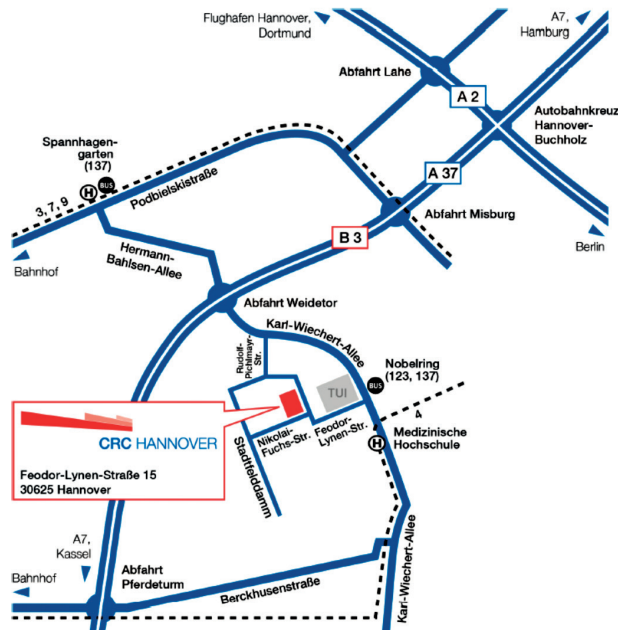 Flughafen Hannover,
Dortmund
A7,
Hamburg
Abfahrt Lahe
A 2
Autobahnkreuz
Hannover-
Buchholz
Spannhagen-
garten
(137)
H
BUS
3, 7, 9
Podbielskistraße
A 37
Abfahrt Misburg
B 3
Berlin
Bahnhof
Hermann-
Bahlsen-Allee
Abfahrt Weidetor
Karl-Wiechert-Allee
Rudolf-
Pichlmayr-
Str.
Nobelring
(123, 137)
BUS
TUI
4
CRC HANNOVER
Feodor-Lynen-Straße 15
30625 Hannover
Nikolai-
Fuchs-Str.
Feodor-
Lynen-Str.
H
Medizinische
Hochschule
Stadtfelddamm
A7,
Kassel
Bahnhof
Abfahrt
Pferdeturm
Berckhusenstraße
Karl-Wiechert-Allee